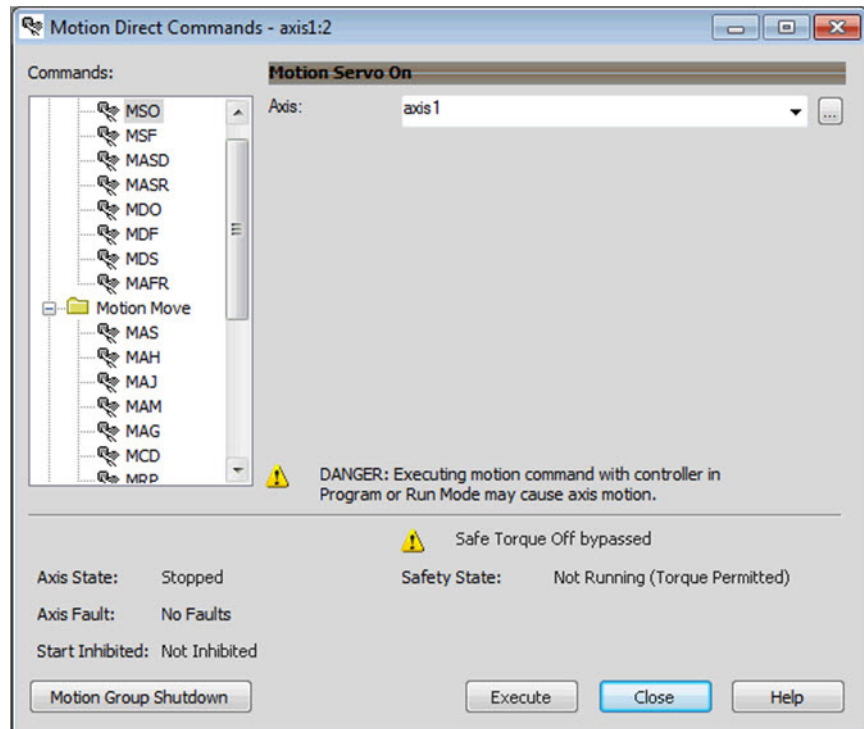 Motion Direct Commands - axis1:2
Commands:
MSO
MSF
MASD
MASR
MDO
MDF
MDS
MAFR
Motion Move
MAS
MAH
MAJ
MAM
MAG
MCD
MRP
Motion Servo On
Axis:
axis1
...
DANGER: Executing motion command with controller in
Program or Run Mode may cause axis motion.
Safe Torque Off bypassed
Axis State: Stopped
Safety State: Not Running (Torque Permitted)
Axis Fault: No Faults
Start Inhibited: Not Inhibited
Motion Group Shutdown
Execute
Close
Help